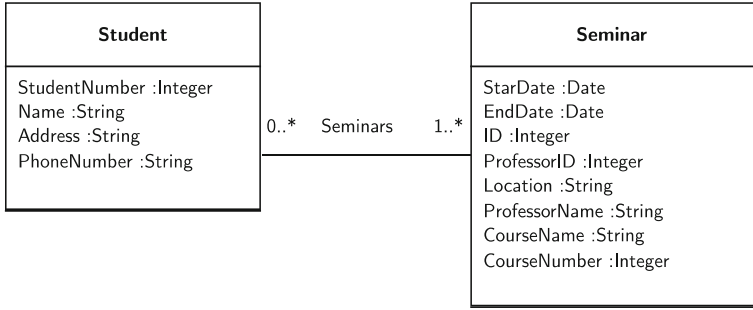 Student
StudentNumber :Integer
Name :String
Address :String
PhoneNumber :String
0..* Seminars 1..*
Seminar
StarDate :Date
EndDate :Date
ID :Integer
ProfessorID :Integer
Location :String
ProfessorName :String
CourseName :String
CourseNumber :Integer